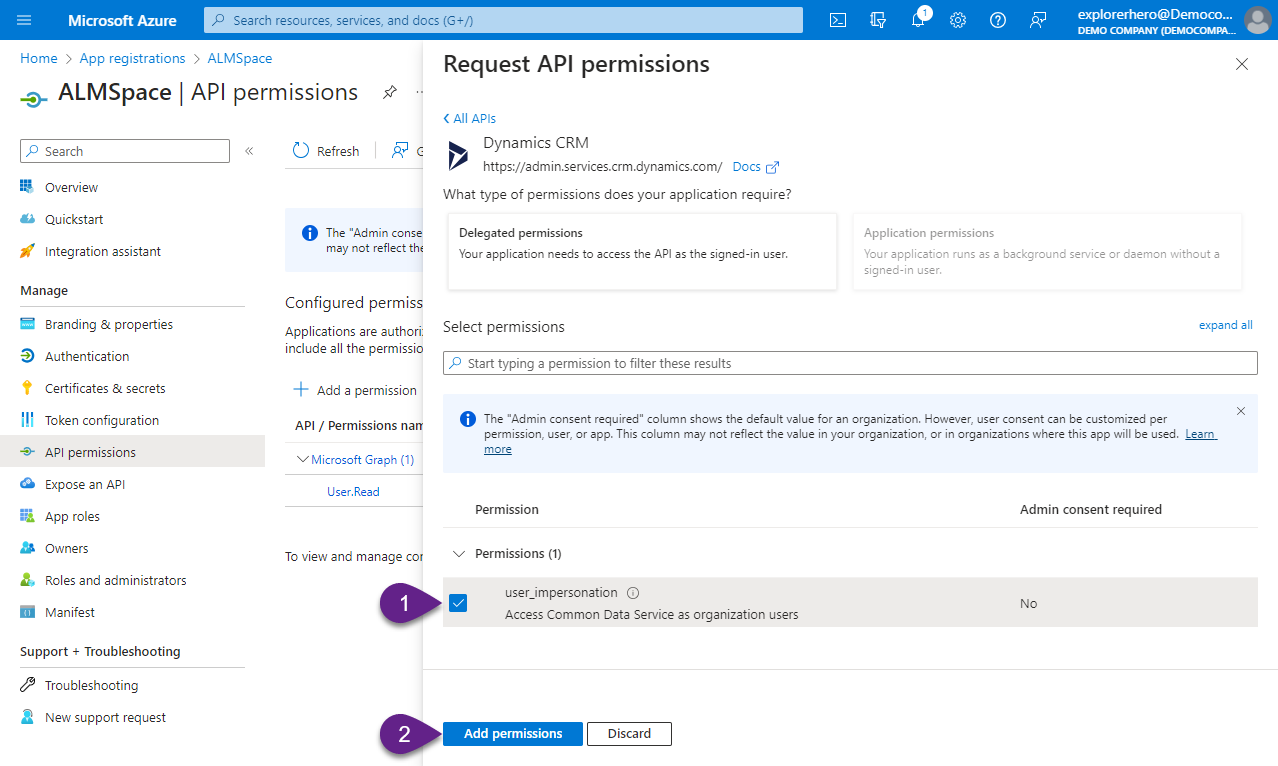 Microsoft Azure
Search resources, services, and docs (G+/)
1
explorerhero@Democo...
DEMO COMPANY (DEMOCOMPA...
Home > App registrations > ALMSpace
ALMSpace | API permissions
...
Search
«
Overview
Quickstart
Integration assistant
Manage
Branding & properties
Authentication
Certificates & secrets
Token configuration
API permissions
Expose an API
App roles
Owners
Roles and administrators
Manifest
Support + Troubleshooting
Troubleshooting
New support request
Refresh
G
The "Admin conse
may not reflect the
Configured permiss
Applications are authori
include all the permissio
Add a permission
API / Permissions nam
Microsoft Graph (1)
User.Read
To view and manage con
Request API permissions
All APIs
Dynamics CRM
https://admin.services.crm.dynamics.com/ Docs
What type of permissions does your application require?
Delegated permissions
Your application needs to access the API as the signed-in user.
Application permissions
Your application runs as a background service or daemon without a
signed-in user.
Select permissions
expand all
Start typing a permission to filter these results
The "Admin consent required" column shows the default value for an organization. However, user consent can be customized per
permission, user, or app. This column may not reflect the value in your organization, or in organizations where this app will be used. Learn
more
Permission Admin consent required
Permissions (1)
1
user_impersonation
Access Common Data Service as organization users
No
2
Add permissions Discard